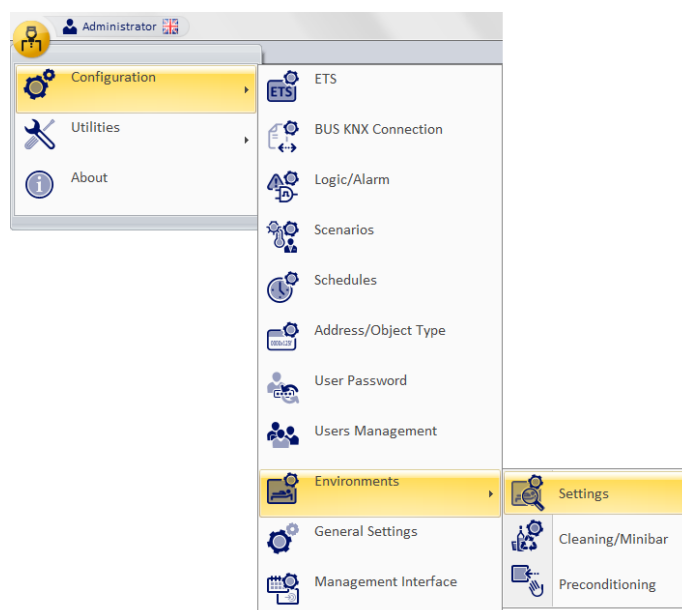 Administrator
Configuration
Utilities
About
ETS
ETS
BUS KNX Connection
Logic/Alarm
Scenarios
Schedules
Address/Object Type
User Password
Users Management
Environments
General Settings
Management Interface
Settings
Cleaning/Minibar
Preconditioning